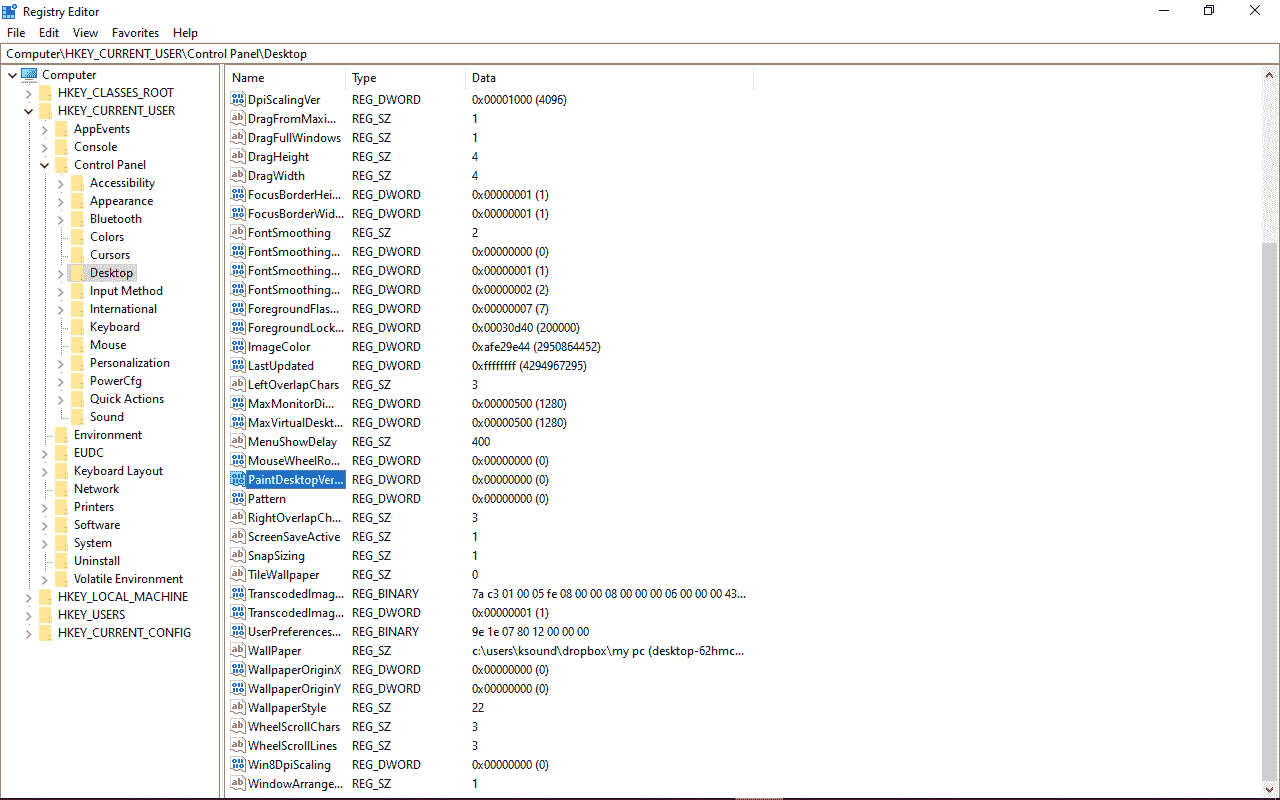 Registry Editor
File Edit View Favorites Help
Computer\HKEY_CURRENT_USER\Control Panel\Desktop
Computer
HKEY_CLASSES_ROOT
HKEY_CURRENT_USER
AppEvents
Console
Control Panel
Accessibility
Appearance
Bluetooth
Colors
Cursors
Desktop
Input Method
International
Keyboard
Mouse
Personalization
PowerCfg
Quick Actions
Sound
Environment
EUDC
Keyboard Layout
Network
Printers
Software
System
Uninstall
Volatile Environment
HKEY_LOCAL_MACHINE
HKEY_USERS
HKEY_CURRENT_CONFIG
Name Type Data
DpiScalingVer REG_DWORD 0x00001000 (4096)
DragFromMaxi... REG_SZ 1
DragFullWindows REG_SZ 1
DragHeight REG_SZ 4
DragWidth REG_SZ 4
FocusBorderHei... REG_DWORD 0x00000001 (1)
FocusBorderWid... REG_DWORD 0x00000001 (1)
FontSmoothing REG_SZ 2
FontSmoothing... REG_DWORD 0x00000000 (0)
FontSmoothing... REG_DWORD 0x00000001 (1)
FontSmoothing... REG_DWORD 0x00000002 (2)
ForegroundFlas... REG_DWORD 0x00000007 (7)
ForegroundLock... REG_DWORD 0x00030d40 (200000)
ImageColor REG_DWORD 0xafe29e44 (2950864452)
LastUpdated REG_DWORD 0xffffffff (4294967295)
LeftOverlapChars REG_SZ 3
MaxMonitorDi... REG_DWORD 0x00000500 (1280)
MaxVirtualDeskt... REG_DWORD 0x00000500 (1280)
MenuShowDelay REG_SZ 400
MouseWheelRo... REG_DWORD 0x00000000 (0)
PaintDesktopVer... REG_DWORD 0x00000000 (0)
Pattern REG_DWORD 0x00000000 (0)
RightOverlapCh... REG_SZ 3
ScreenSaveActive REG_SZ 1
SnapSizing REG_SZ 1
TileWallpaper REG_SZ 0
TranscodedImag... REG_BINARY 7a c3 01 00 05 fe 08 00 00 08 00 00 00 06 00 00 00 43...
TranscodedImag... REG_DWORD 0x00000001 (1)
UserPreferences... REG_BINARY 9e 1e 07 80 12 00 00 00
WallPaper REG_SZ c:\users\ksound\dropbox\my pc (desktop-62hmc...
WallpaperOriginX REG_DWORD 0x00000000 (0)
WallpaperOriginY REG_DWORD 0x00000000 (0)
WallpaperStyle REG_SZ 22
WheelScrollChars REG_SZ 3
WheelScrollLines REG_SZ 3
Win8DpiScaling REG_DWORD 0x00000000 (0)
WindowArrange... REG_SZ 1